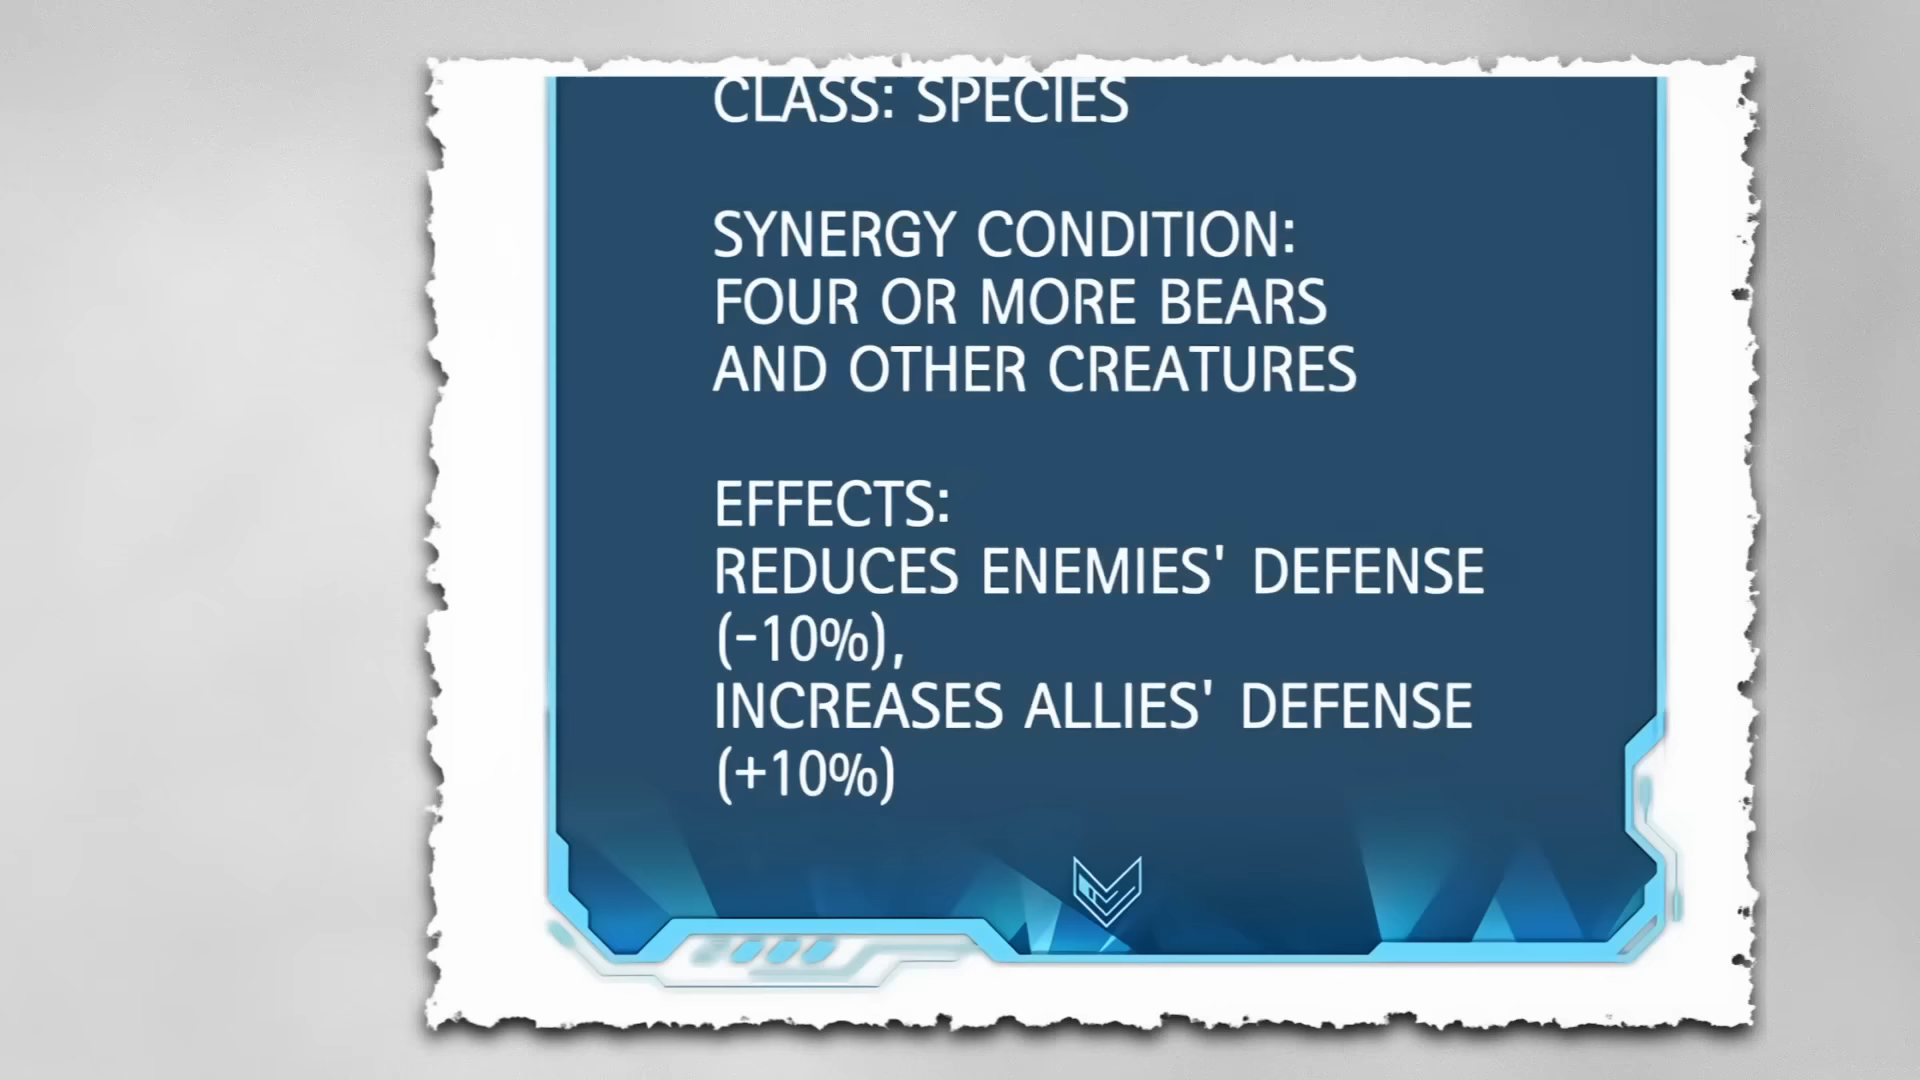 CLASS: SPECIES
SYNERGY CONDITION:
FOUR OR MORE BEARS
AND OTHER CREATURES
EFFECTS:
REDUCES ENEMIES' DEFENSE
(-10%),
INCREASES ALLIES' DEFENSE
(+10%)